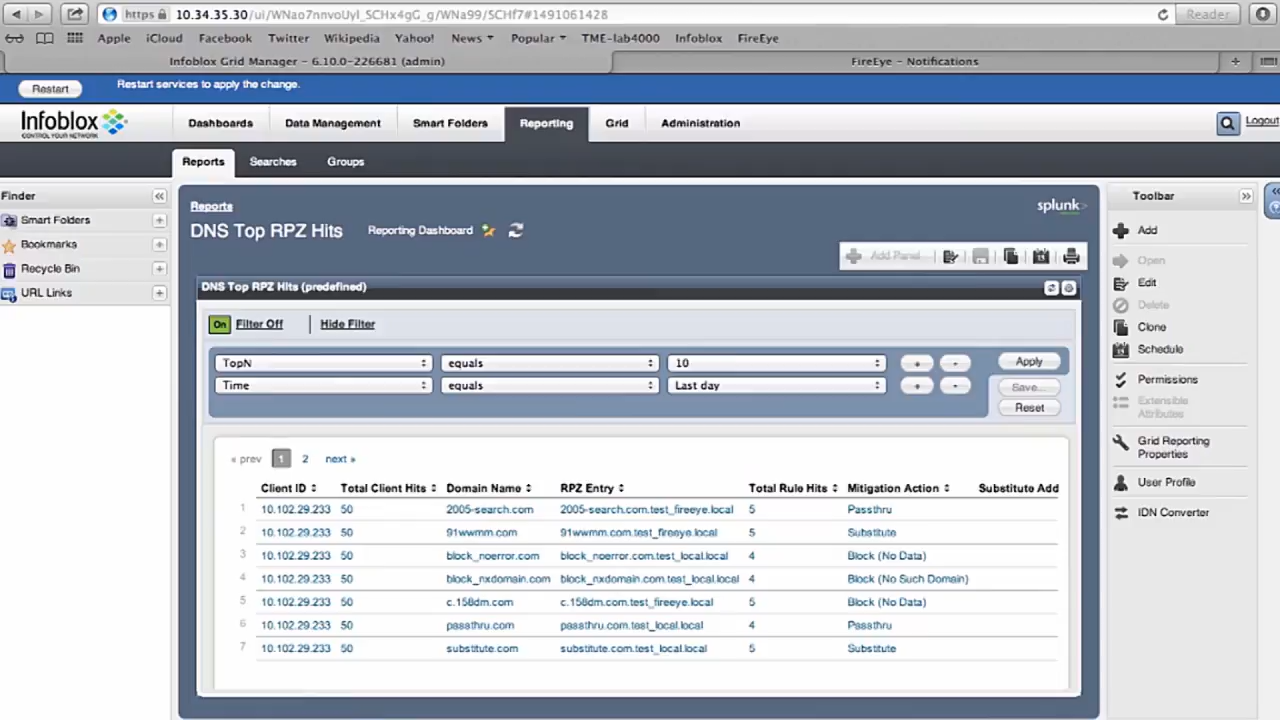 https 10.34.35.30/ui/WNao7nnvoUyI_SCHx4gG_g/WNa99/SCHf7#1491061428 Reader
Apple iCloud Facebook Twitter Wikipedia Yahoo! News Popular TME-lab4000 Infoblox FireEye
Infoblox Grid Manager – 6.10.0-226681 (admin) FireEye - Notifications +
Restart Restart services to apply the change.
Infoblox Dashboards Data Management Smart Folders Reporting Grid Administration Logout
CONTROL YOUR NETWORK
Reports Searches Groups
Finder «
Smart Folders +
Bookmarks +
Recycle Bin +
URL Links +
Reports splunk>
DNS Top RPZ Hits Reporting Dashboard
Add Panel
DNS Top RPZ Hits (predefined)
On Filter Off | Hide Filter
TopN equals 10 + - Apply
Time equals Last day + - Save...
Reset
« prev 1 2 next »
Client ID Total Client Hits Domain Name RPZ Entry Total Rule Hits Mitigation Action Substitute Add
1 10.102.29.233 50 2005-search.com 2005-search.com.test_fireeye.local 5 Passthru
2 10.102.29.233 50 91wwmm.com 91wwmm.com.test_fireeye.local 5 Substitute
3 10.102.29.233 50 block_noerror.com block_noerror.com.test_local.local 4 Block (No Data)
4 10.102.29.233 50 block_nxdomain.com block_nxdomain.com.test_local.local 4 Block (No Such Domain)
5 10.102.29.233 50 c.158dm.com c.158dm.com.test_fireeye.local 5 Block (No Data)
6 10.102.29.233 50 passthru.com passthru.com.test_local.local 4 Passthru
7 10.102.29.233 50 substitute.com substitute.com.test_local.local 5 Substitute
Toolbar »
Add
Open
Edit
Delete
Clone
Schedule
Permissions
Extensible
Attributes
Grid Reporting
Properties
User Profile
IDN Converter